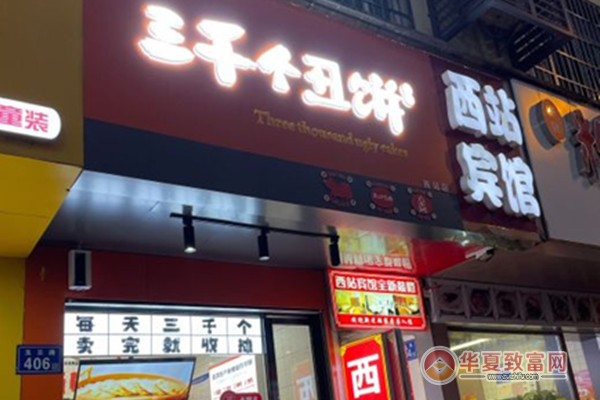 三千个丑饼
Three thousand ugly cakes
西站
宾馆
童装
西站宾馆全新装修
每天三千个
卖完就收摊
406
西
华夏致富网